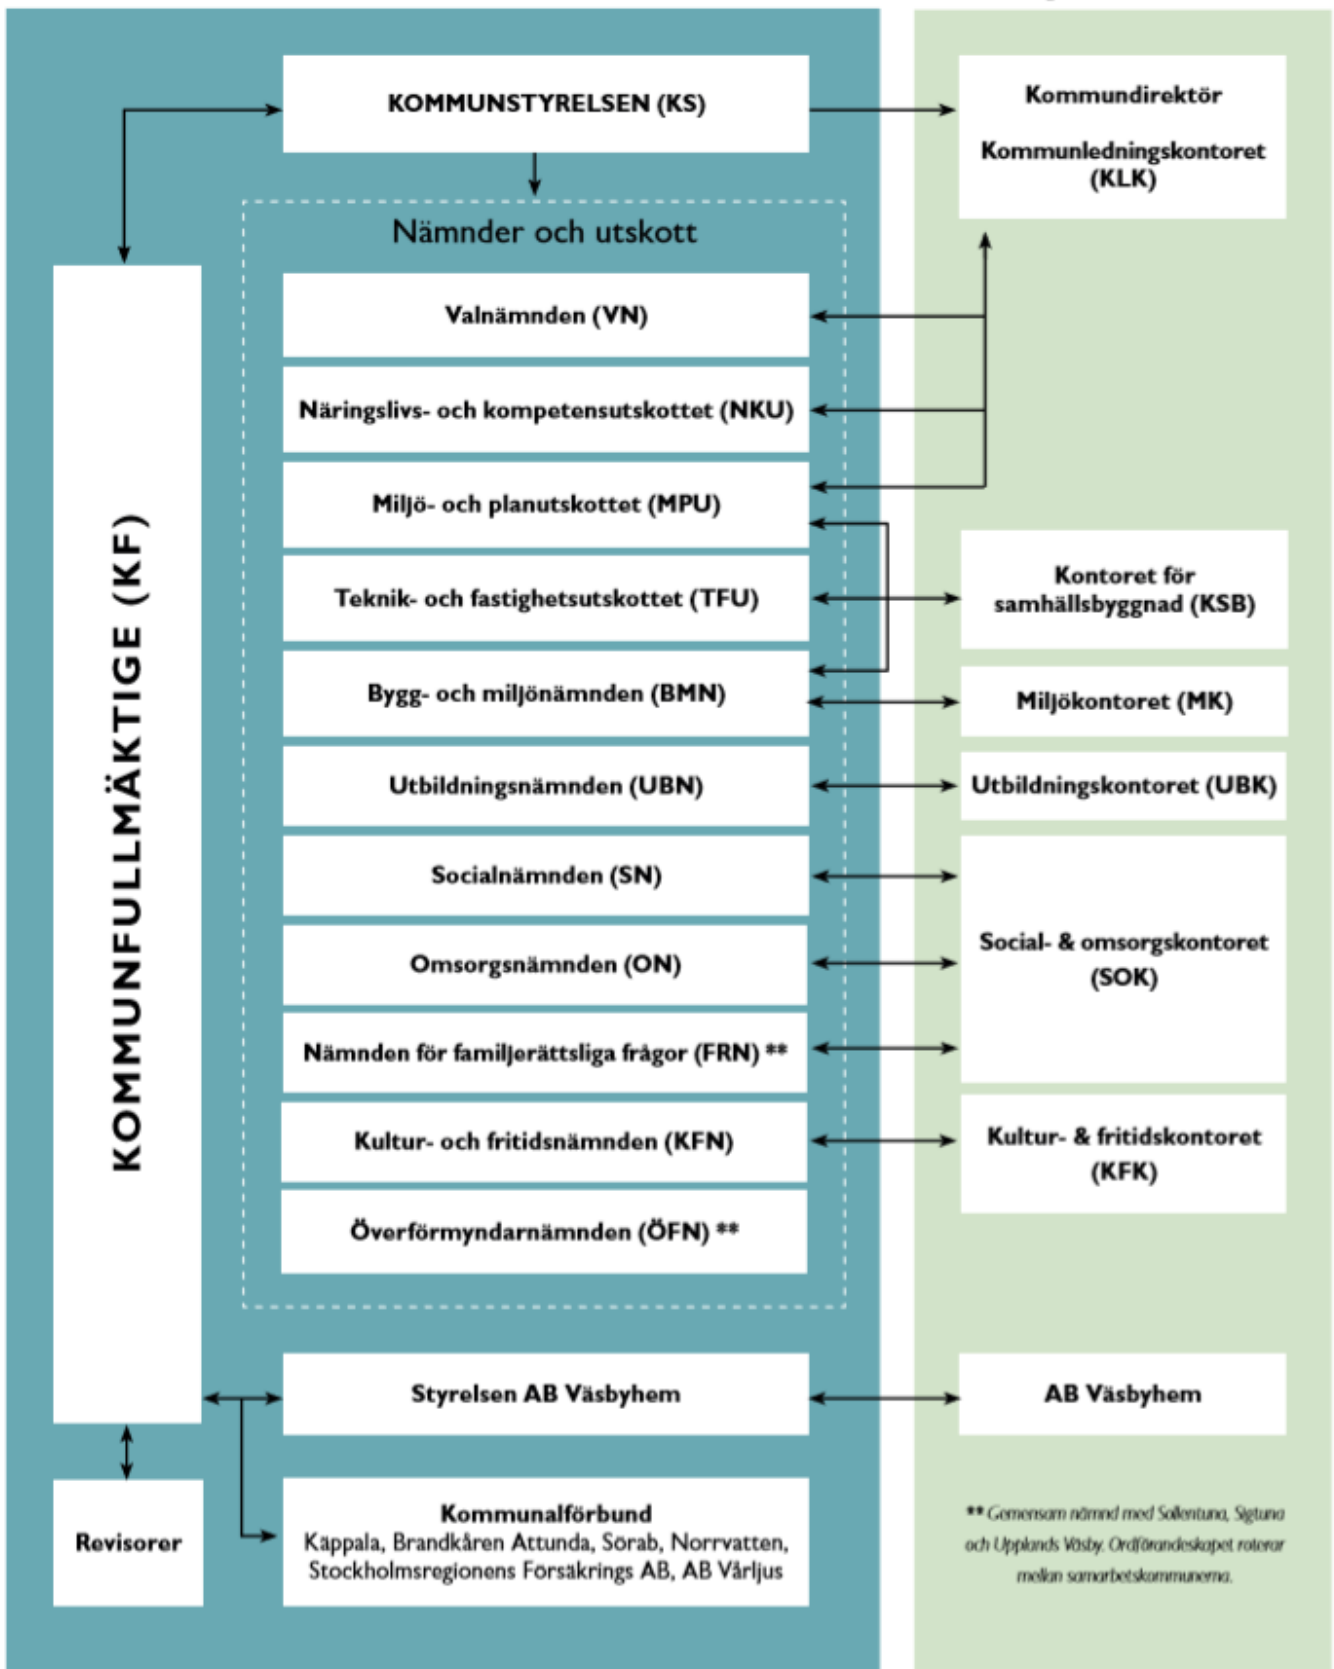 KOMMUNSTYRELSEN (KS)
Kommundirektör
Kommunledningskontoret
(KLK)
Nämnder och utskott
KOMMUNFULLMÄKTIGE (KF)
Valnämnden (VN)
Näringslivs- och kompetensutskottet (NKU)
Miljö- och planutskottet (MPU)
Teknik- och fastighetsutskottet (TFU)
Kontoret för
samhällsbyggnad (KSB)
Bygg- och miljönämnden (BMN)
Miljökontoret (MK)
Utbildningsnämnden (UBN)
Utbildningskontoret (UBK)
Socialnämnden (SN)
Omsorgsnämnden (ON)
Social- & omsorgskontoret
(SOK)
Nämnden för familjerättsliga frågor (FRN) **
Kultur- och fritidsnämnden (KFN)
Kultur- & fritidskontoret
(KFK)
Överförmyndarnämnden (ÖFN) **
Styrelsen AB Väsbyhem
AB Väsbyhem
Revisorer
Kommunalförbund
Käppala, Brandkåren Attunda, Sörab, Norrvatten,
Stockholmsregionens Försäkrings AB, AB Vårljus
** Gemensam nämnd med Sollentuna, Sigtuna
och Upplands Väsby. Ordförandeskapet roterar
mellan samarbetskommunerna.